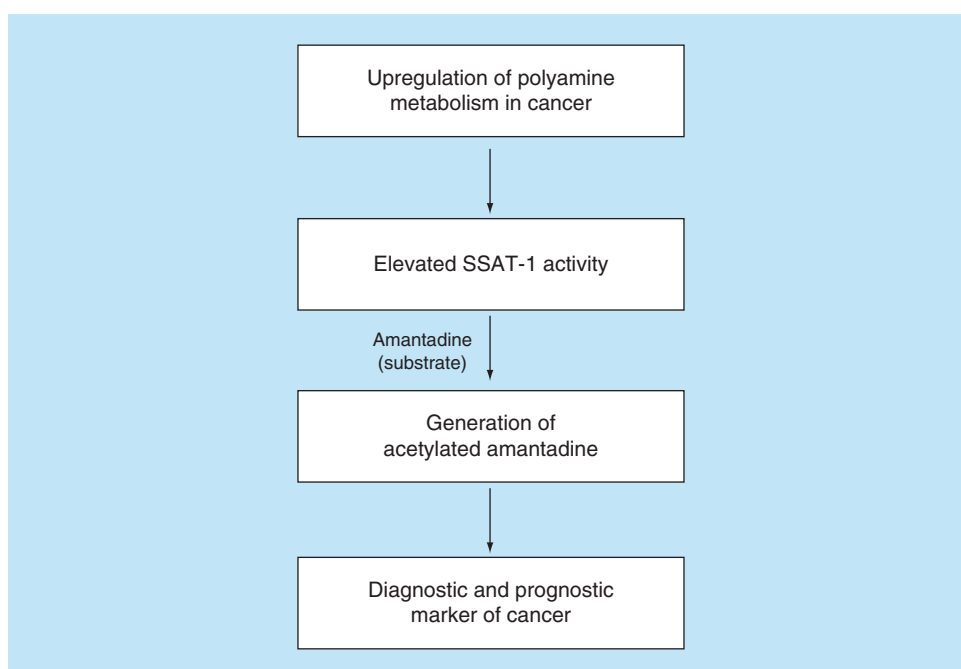 Upregulation of polyamine
metabolism in cancer
Elevated SSAT-1 activity
Amantadine
(substrate)
Generation of
acetylated amantadine
Diagnostic and prognostic
marker of cancer